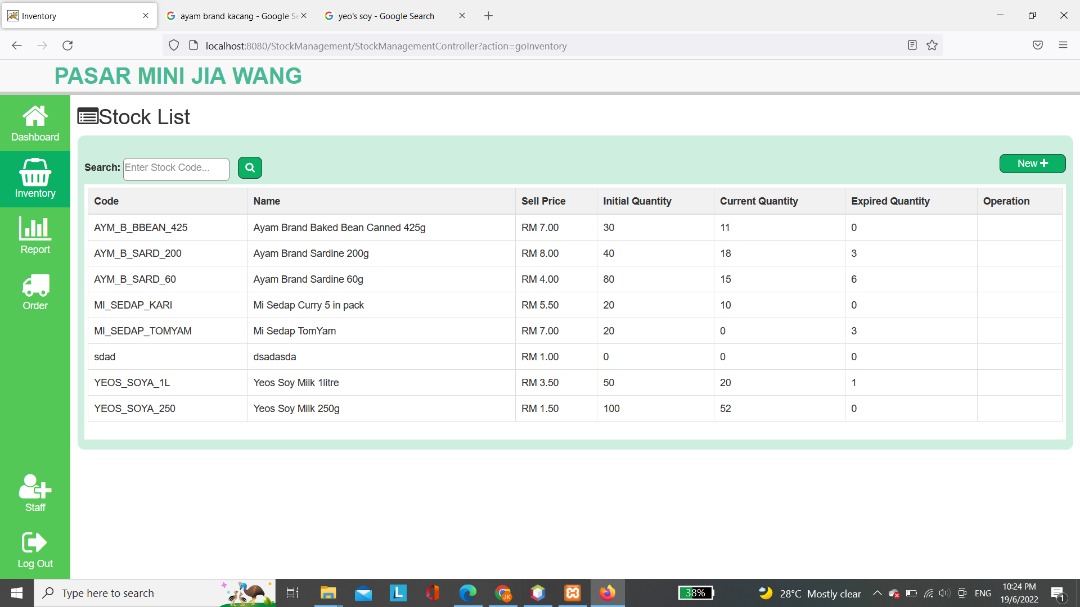 Inventory
ayam brand kacang - Google Se
yeo's soy - Google Search
localhost:8080/StockManagement/StockManagementController?action=goInventory
PASAR MINI JIA WANG
Dashboard
Inventory
Report
Order
Staff
Log Out
Stock List
Search: Enter Stock Code...
New
Code Name Sell Price Initial Quantity Current Quantity Expired Quantity Operation
AYM_B_BBEAN_425 Ayam Brand Baked Bean Canned 425g RM 7.00 30 11 0
AYM_B_SARD_200 Ayam Brand Sardine 200g RM 8.00 40 18 3
AYM_B_SARD_60 Ayam Brand Sardine 60g RM 4.00 80 15 6
MI_SEDAP_KARI Mi Sedap Curry 5 in pack RM 5.50 20 10 0
MI_SEDAP_TOMYAM Mi Sedap TomYam RM 7.00 20 0 3
sdad dsadasda RM 1.00 0 0 0
YEOS_SOYA_1L Yeos Soy Milk 1litre RM 3.50 50 20 1
YEOS_SOYA_250 Yeos Soy Milk 250g RM 1.50 100 52 0
Type here to search
38%
28°C Mostly clear
ENG
10:24 PM
19/6/2022
1